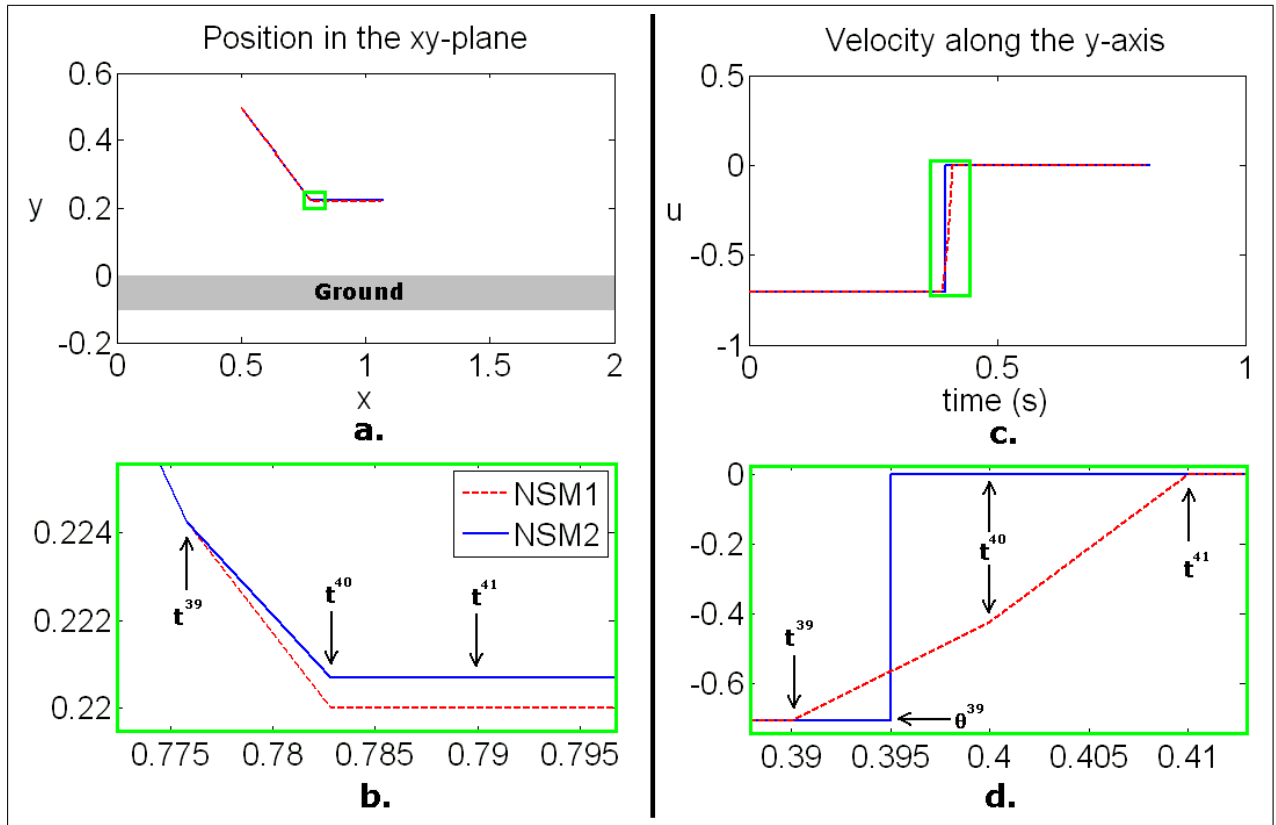 Position in the xy-plane
0.6
0.4
y
0.2
0
Ground
-0.2
0
0.5
1
1.5
2
x
a.
NSM1
NSM2
0.224
0.222
0.22
t³⁹
t⁴⁰
t⁴¹
0.775
0.78
0.785
0.79
0.795
b.
Velocity along the y-axis
0.5
0
u
-0.5
-1
0
0.5
1
time (s)
c.
0
-0.2
-0.4
-0.6
t³⁹
t⁴⁰
t⁴¹
θ³⁹
0.39
0.395
0.4
0.405
0.41
d.